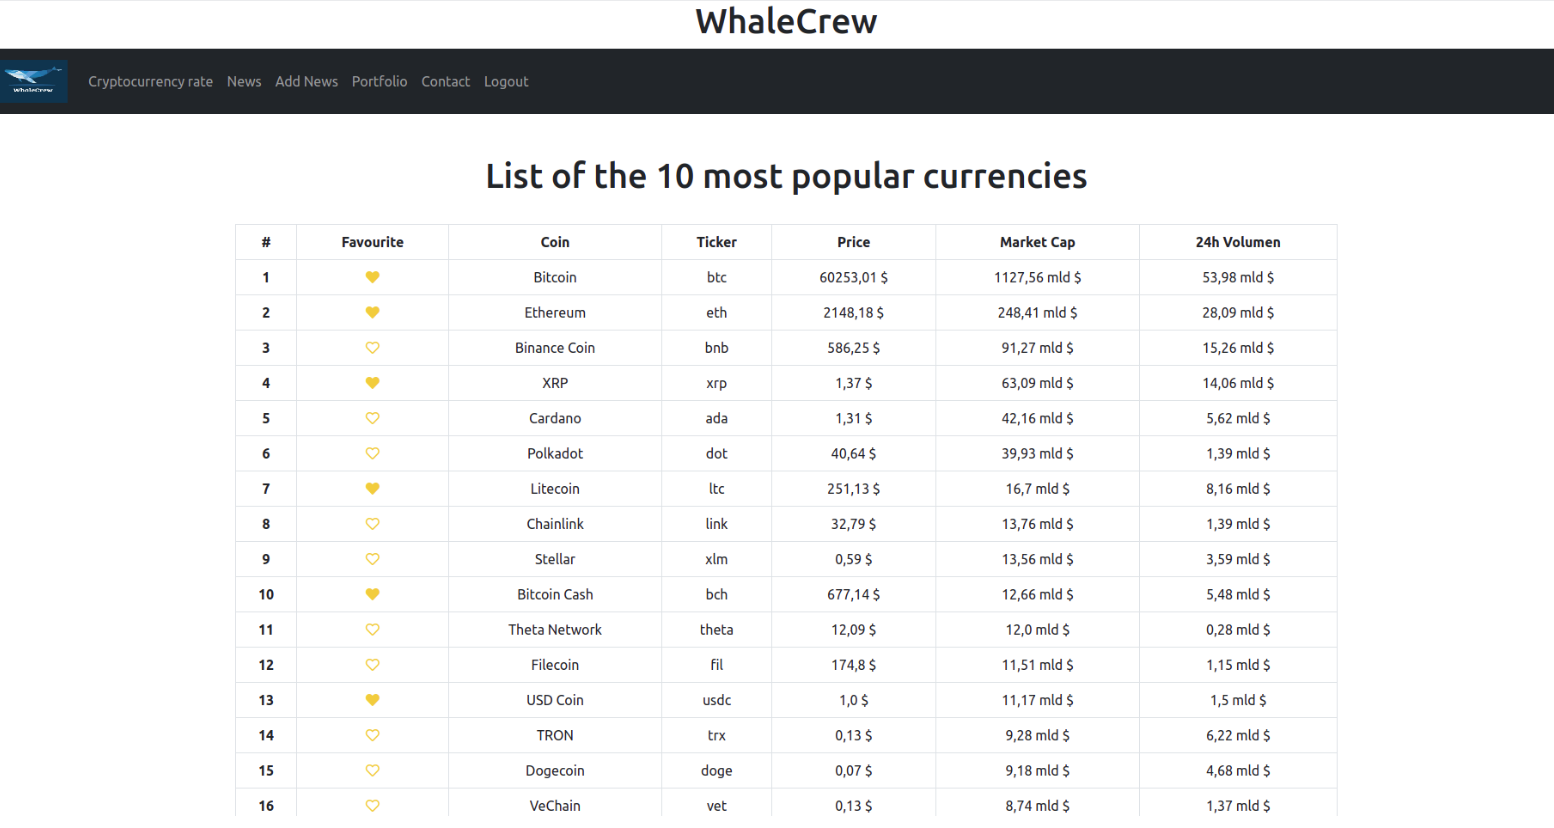 WhaleCrew
WhaleCrew
Cryptocurrency rate News Add News Portfolio Contact Logout
List of the 10 most popular currencies
# Favourite Coin Ticker Price Market Cap 24h Volumen
1 Bitcoin btc 60253,01 $ 1127,56 mld $ 53,98 mld $
2 Ethereum eth 2148,18 $ 248,41 mld $ 28,09 mld $
3 Binance Coin bnb 586,25 $ 91,27 mld $ 15,26 mld $
4 XRP xrp 1,37 $ 63,09 mld $ 14,06 mld $
5 Cardano ada 1,31 $ 42,16 mld $ 5,62 mld $
6 Polkadot dot 40,64 $ 39,93 mld $ 1,39 mld $
7 Litecoin ltc 251,13 $ 16,7 mld $ 8,16 mld $
8 Chainlink link 32,79 $ 13,76 mld $ 1,39 mld $
9 Stellar xlm 0,59 $ 13,56 mld $ 3,59 mld $
10 Bitcoin Cash bch 677,14 $ 12,66 mld $ 5,48 mld $
11 Theta Network theta 12,09 $ 12,0 mld $ 0,28 mld $
12 Filecoin fil 174,8 $ 11,51 mld $ 1,15 mld $
13 USD Coin usdc 1,0 $ 11,17 mld $ 1,5 mld $
14 TRON trx 0,13 $ 9,28 mld $ 6,22 mld $
15 Dogecoin doge 0,07 $ 9,18 mld $ 4,68 mld $
16 VeChain vet 0,13 $ 8,74 mld $ 1,37 mld $